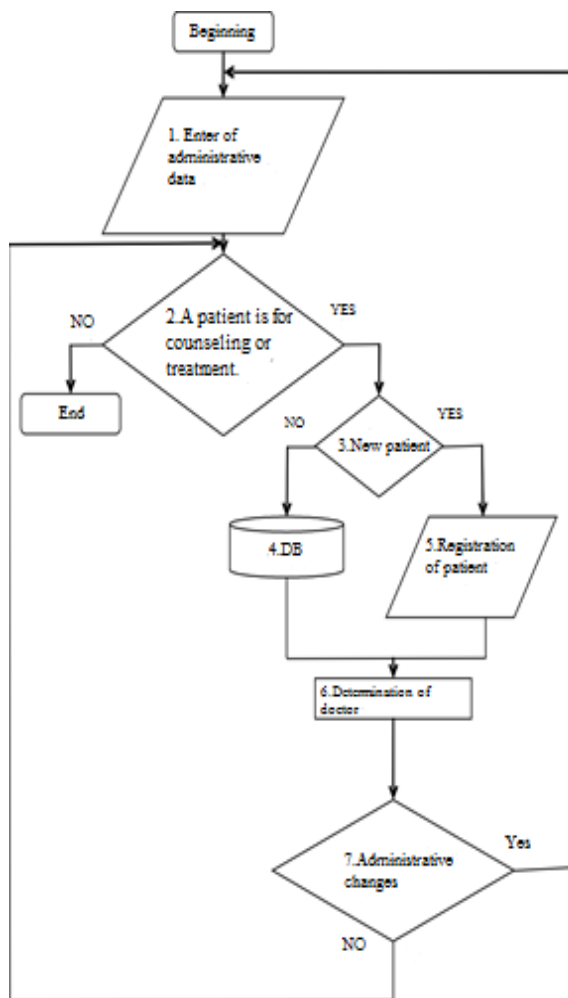 Beginning
1. Enter of
administrative
data
2.A patient is for
counseling or
treatment.
NO
YES
End
3.New patient
NO
YES
4.DB
5.Registration
of patient
6.Determination of
doctor
7.Administrative
changes
Yes
NO